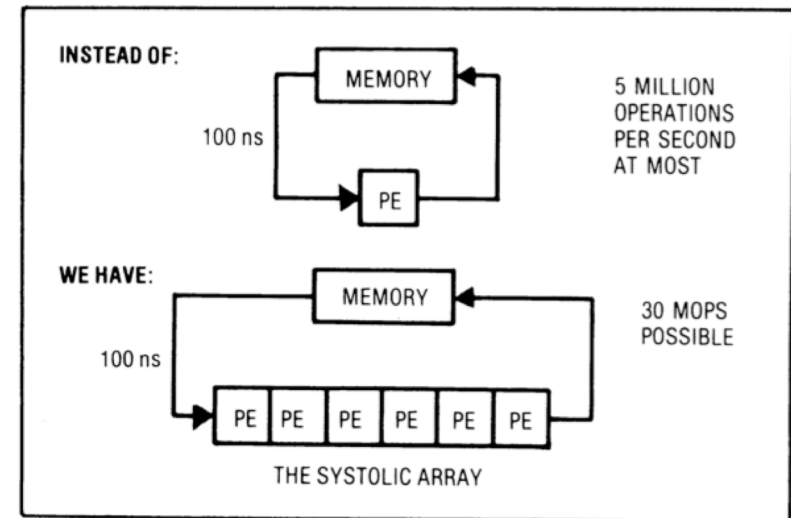 INSTEAD OF:
MEMORY
100 ns
PE
5 MILLION
OPERATIONS
PER SECOND
AT MOST
WE HAVE:
MEMORY
100 ns
PE PE PE PE PE PE
THE SYSTOLIC ARRAY
30 MOPS
POSSIBLE